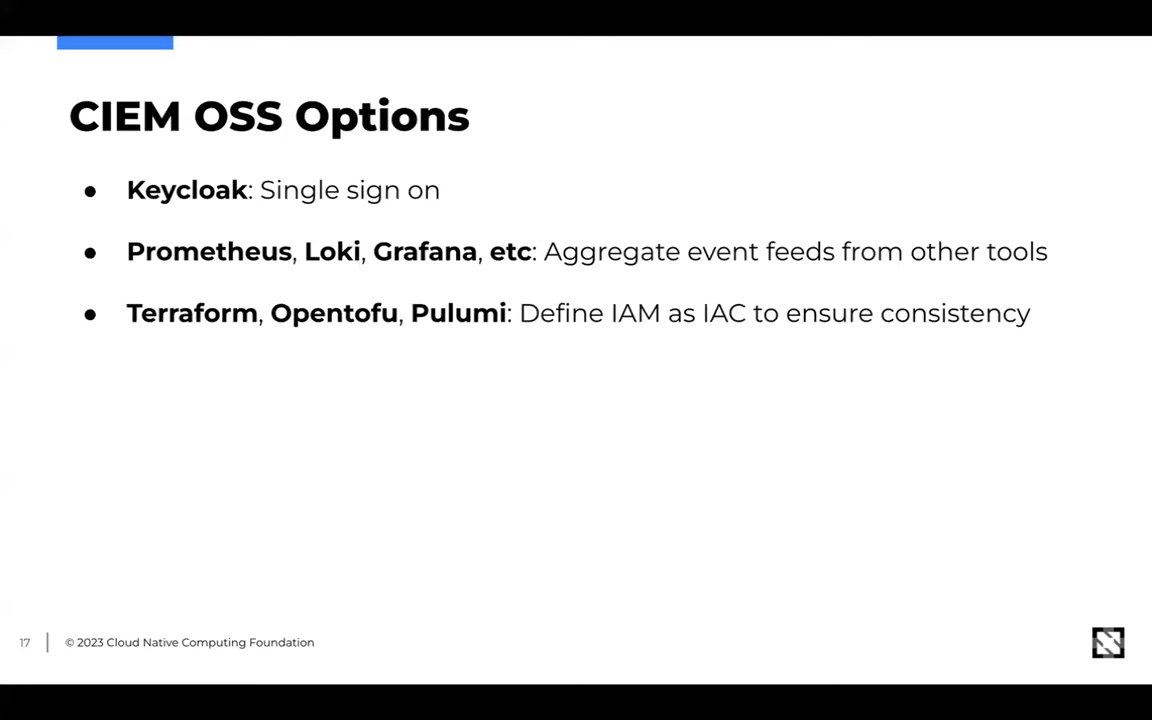 CIEM OSS Options
● Keycloak: Single sign on
● Prometheus, Loki, Grafana, etc: Aggregate event feeds from other tools
● Terraform, Opentofu, Pulumi: Define IAM as IAC to ensure consistency
17 | © 2023 Cloud Native Computing Foundation